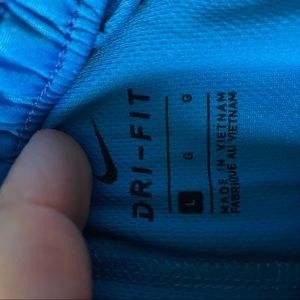 DRI-FIT
L G G
MADE IN VIETNAM
FABRIQUÉ AU VIETNAM